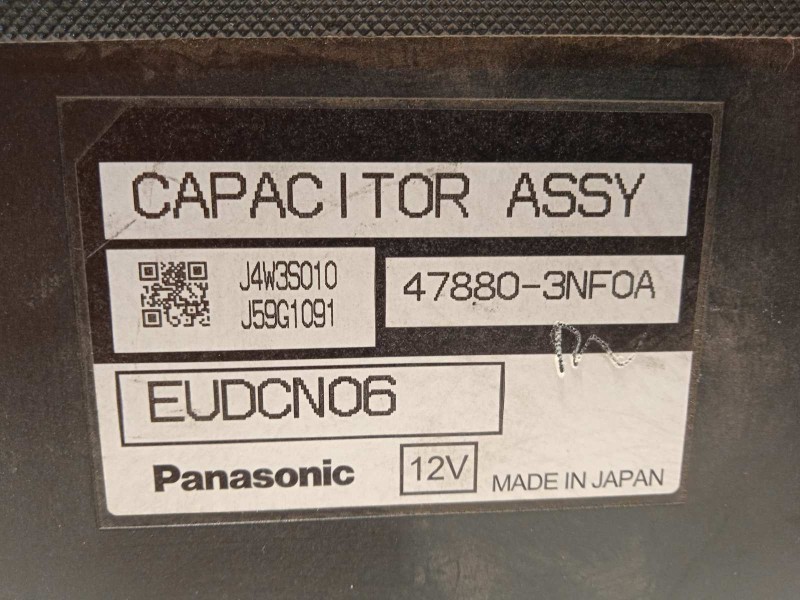 CAPACITOR ASSY
J4W3S010
J59G1091
47880-3NF0A
EUDCN06
Panasonic
12V
MADE IN JAPAN